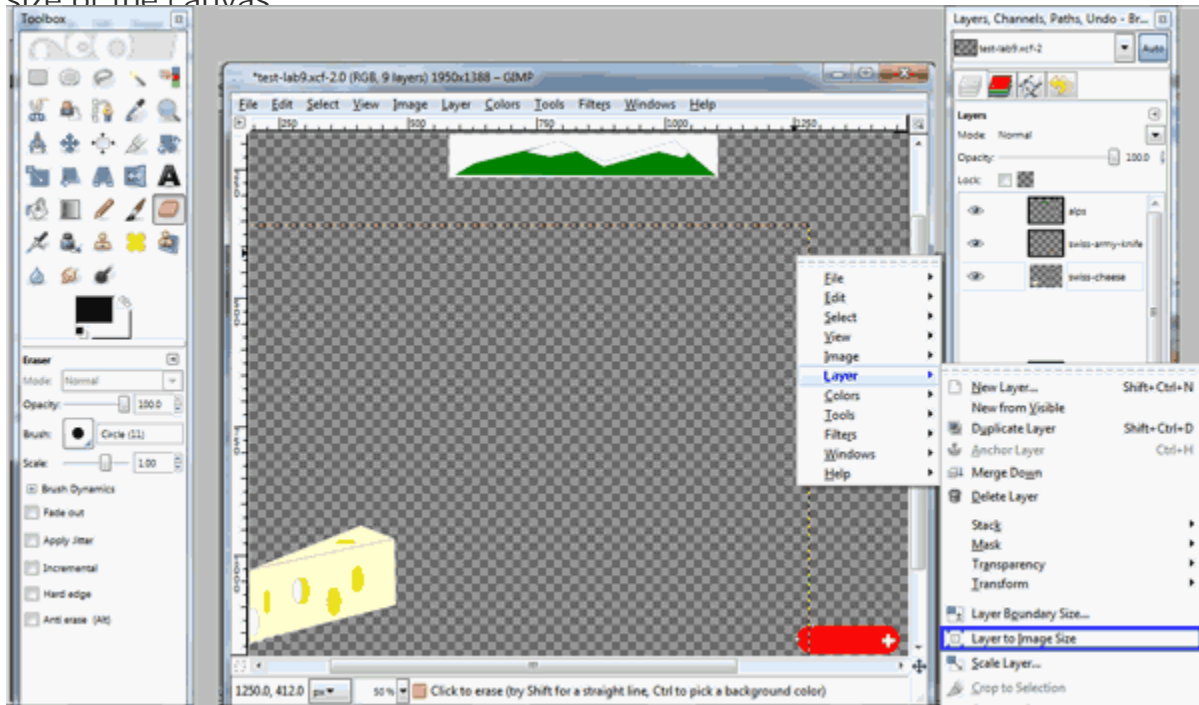 size of the canvas
Toolbox
Eraser
Mode: Normal
Opacity: 100.0
Brush: Circle (11)
Scale: 1.00
Brush Dynamics
Fade out
Apply Jitter
Incremental
Hard edge
Anti erase (Alt)
*test-lab9.xcf-2.0 (RGB, 9 layers) 1950x1388 – GIMP
File Edit Select View Image Layer Colors Tools Filters Windows Help
250 500 750 1000 1250
1250.0, 412.0 px 50 % Click to erase (try Shift for a straight line, Ctrl to pick a background color)
File
Edit
Select
View
Image
Layer
Colors
Tools
Filters
Windows
Help
Layers, Channels, Paths, Undo - Br...
test-lab9.xcf-2 Auto
Layers
Mode: Normal
Opacity: 100.0
Lock:
alps
swiss-army-knife
swiss-cheese
New Layer... Shift+Ctrl+N
New from Visible
Duplicate Layer Shift+Ctrl+D
Anchor Layer Ctrl+H
Merge Down
Delete Layer
Stack
Mask
Transparency
Transform
Layer Boundary Size...
Layer to Image Size
Scale Layer...
Crop to Selection